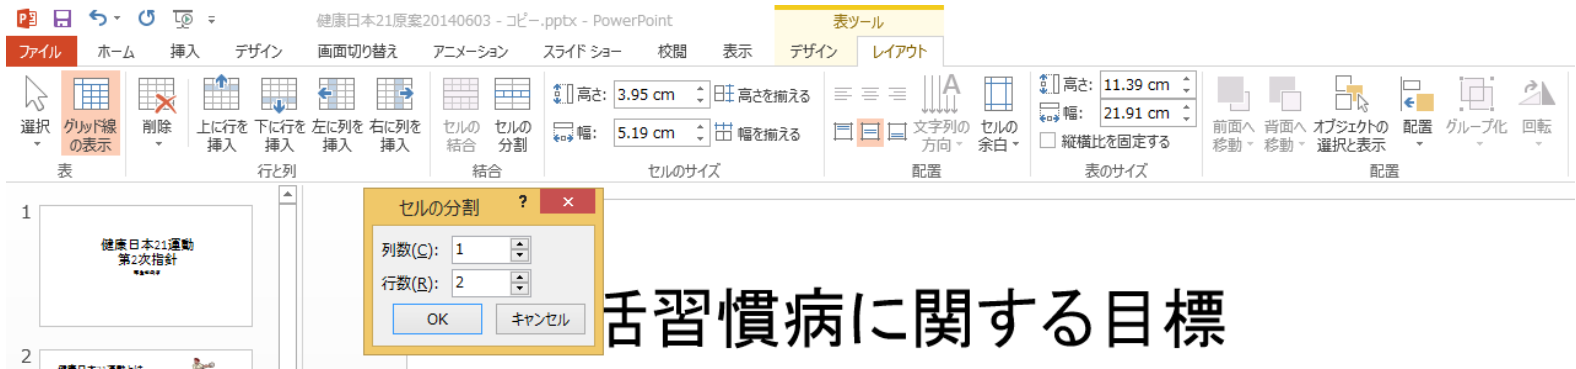 健康日本21原案20140603 - コピー.pptx - PowerPoint
表ツール
ファイル ホーム 挿入 デザイン 画面切り替え アニメーション スライド ショー 校閲 表示 デザイン レイアウト
選択 グリッド線の表示 削除 上に行を挿入 下に行を挿入 左に列を挿入 右に列を挿入 セルの結合 セルの分割
高さ: 3.95 cm 高さを揃える
幅: 5.19 cm 幅を揃える
文字列の方向 セルの余白
高さ: 11.39 cm
幅: 21.91 cm
縦横比を固定する
前面へ移動 背面へ移動 オブジェクトの選択と表示 配置 グループ化 回転
表 行と列 結合 セルのサイズ 配置 表のサイズ 配置
セルの分割 ? ×
列数(C): 1
行数(R): 2
OK キャンセル
1
健康日本21運動
第2次指針
2
活習慣病に関する目標